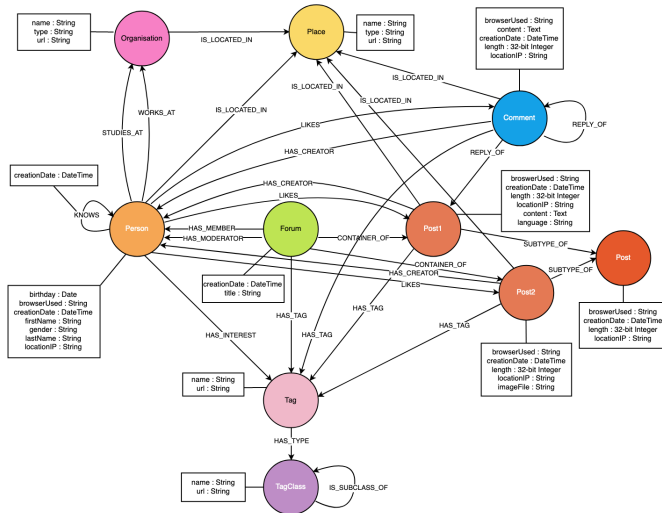 name : String
type : String
url : String
Organisation
IS_LOCATED_IN
Place
name : String
type : String
url : String
browserUsed : String
content : Text
creationDate : DateTime
length : 32-bit Integer
locationIP : String
IS_LOCATED_IN
IS_LOCATED_IN
IS_LOCATED_IN
IS_LOCATED_IN
WORKS_AT
STUDIES_AT
LIKES
Comment
REPLY_OF
HAS_CREATOR
REPLY_OF
creationDate : DateTime
KNOWS
HAS_CREATOR
LIKES
broswerUsed : String
creationDate : DateTime
length : 32-bit Integer
locationIP : String
content : Text
language : String
Person
HAS_MEMBER
HAS_MODERATOR
Forum
CONTAINER_OF
Post1
SUBTYPE_OF
Post
CONTAINER_OF
HAS_CREATOR
LIKES
SUBTYPE_OF
Post2
creationDate : DateTime
title : String
birthday : Date
browserUsed : String
creationDate : DateTime
firstName : String
gender : String
lastName : String
locationIP : String
HAS_INTEREST
HAS_TAG
HAS_TAG
HAS_TAG
HAS_TAG
browserUsed : String
creationDate : DateTime
length : 32-bit Integer
locationIP : String
browserUsed : String
creationDate : DateTime
length : 32-bit Integer
locationIP : String
imageFile : String
name : String
url : String
Tag
HAS_TYPE
name : String
url : String
TagClass
IS_SUBCLASS_OF